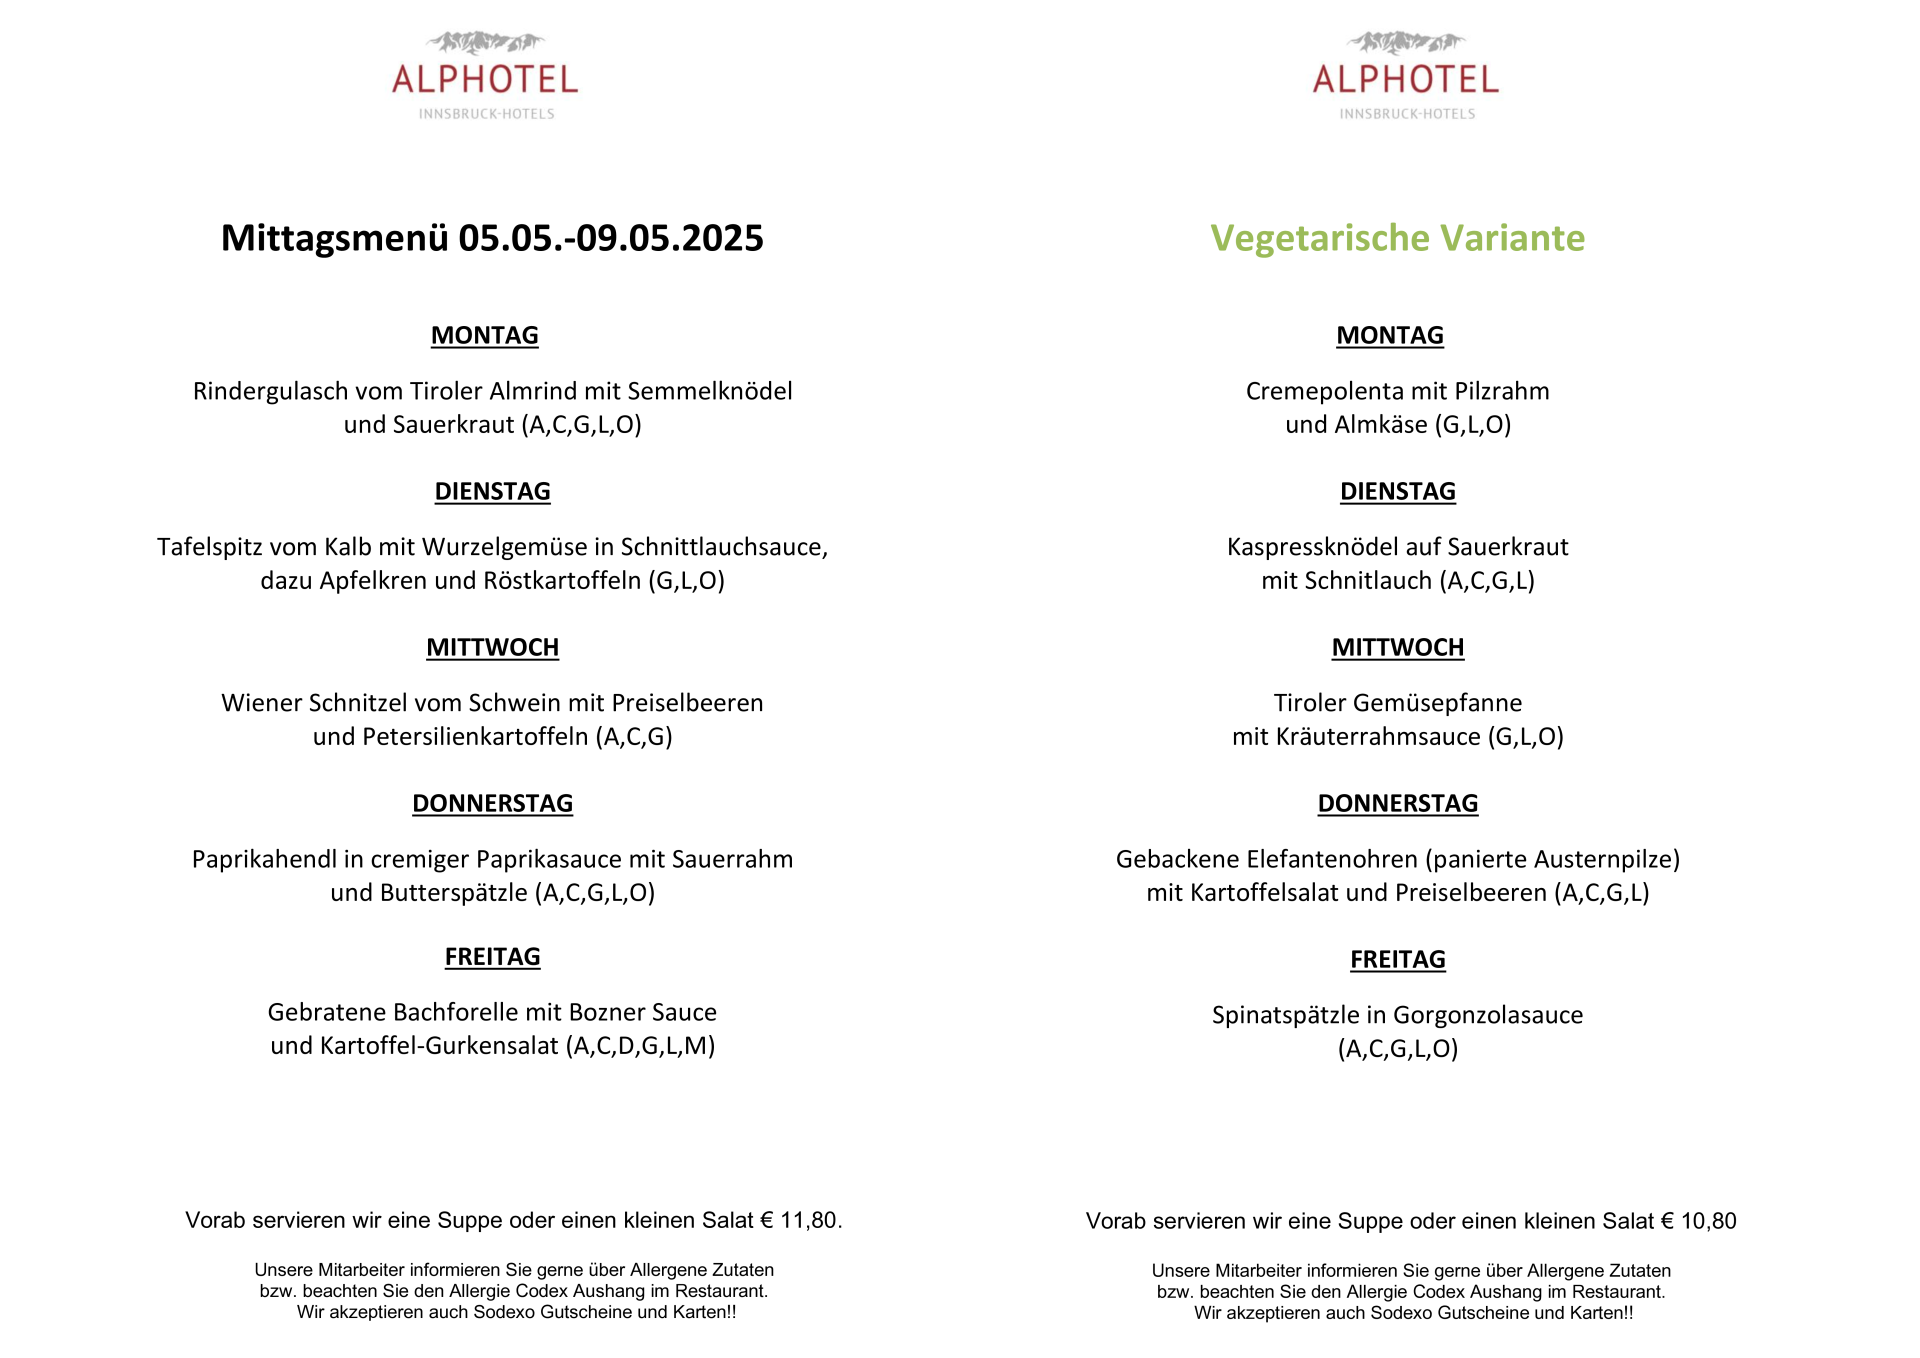 ALPHOTEL
INNSBRUCK-HOTELS
Mittagsmenü 05.05.-09.05.2025
MONTAG
Rindergulasch vom Tiroler Almrind mit Semmelknödel
und Sauerkraut (A,C,G,L,O)
DIENSTAG
Tafelspitz vom Kalb mit Wurzelgemüse in Schnittlauchsauce,
dazu Apfelkren und Röstkartoffeln (G,L,O)
MITTWOCH
Wiener Schnitzel vom Schwein mit Preiselbeeren
und Petersilienkartoffeln (A,C,G)
DONNERSTAG
Paprikahendl in cremiger Paprikasauce mit Sauerrahm
und Butterspätzle (A,C,G,L,O)
FREITAG
Gebratene Bachforelle mit Bozner Sauce
und Kartoffel-Gurkensalat (A,C,D,G,L,M)
Vorab servieren wir eine Suppe oder einen kleinen Salat € 11,80.
Unsere Mitarbeiter informieren Sie gerne über Allergene Zutaten
bzw. beachten Sie den Allergie Codex Aushang im Restaurant.
Wir akzeptieren auch Sodexo Gutscheine und Karten!!
ALPHOTEL
INNSBRUCK-HOTELS
Vegetarische Variante
MONTAG
Cremepolenta mit Pilzrahm
und Almkäse (G,L,O)
DIENSTAG
Kaspressknödel auf Sauerkraut
mit Schnitlauch (A,C,G,L)
MITTWOCH
Tiroler Gemüsepfanne
mit Kräuterrahmsauce (G,L,O)
DONNERSTAG
Gebackene Elefantenohren (panierte Austernpilze)
mit Kartoffelsalat und Preiselbeeren (A,C,G,L)
FREITAG
Spinatspätzle in Gorgonzolasauce
(A,C,G,L,O)
Vorab servieren wir eine Suppe oder einen kleinen Salat € 10,80
Unsere Mitarbeiter informieren Sie gerne über Allergene Zutaten
bzw. beachten Sie den Allergie Codex Aushang im Restaurant.
Wir akzeptieren auch Sodexo Gutscheine und Karten!!